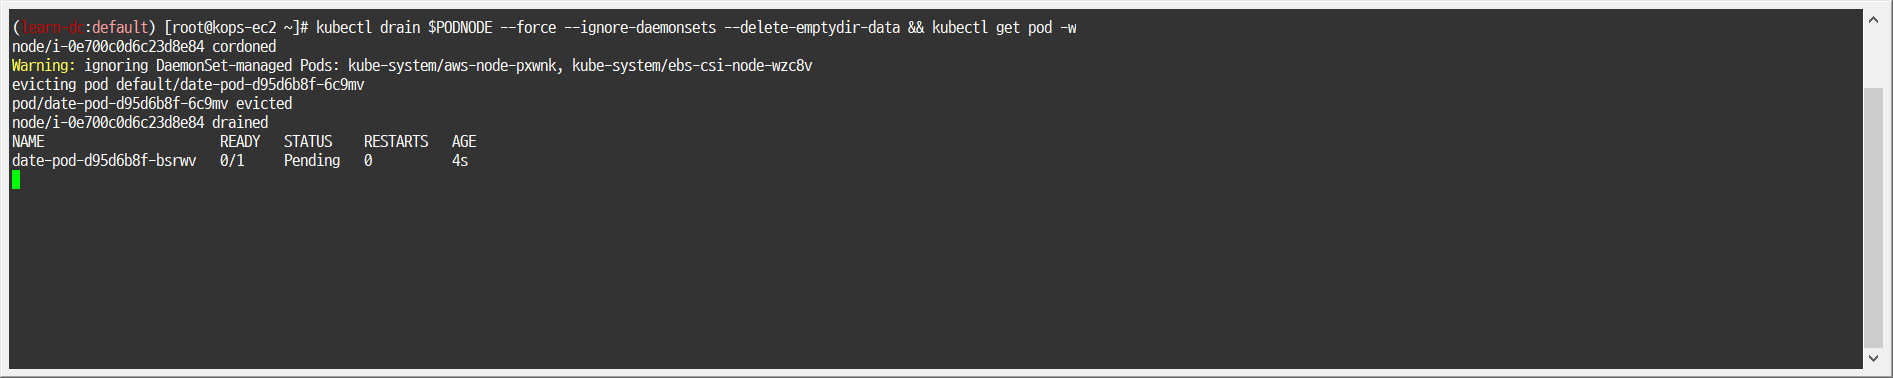 (learn-dc:default) [root@kops-ec2 ~]# kubectl drain $PODNODE --force --ignore-daemonsets --delete-emptydir-data && kubectl get pod -w
node/i-0e700c0d6c23d8e84 cordoned
Warning: ignoring DaemonSet-managed Pods: kube-system/aws-node-pxwnk, kube-system/ebs-csi-node-wzc8v
evicting pod default/date-pod-d95d6b8f-6c9mv
pod/date-pod-d95d6b8f-6c9mv evicted
node/i-0e700c0d6c23d8e84 drained
NAME                      READY   STATUS    RESTARTS   AGE
date-pod-d95d6b8f-bsrwv   0/1     Pending   0          4s